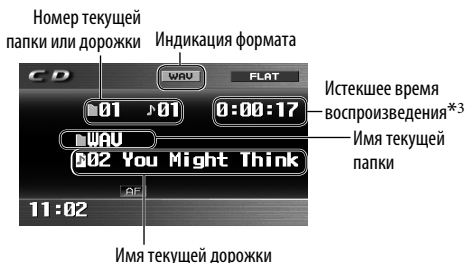 Номер текущей
папки или дорожки
Индикация формата
CD WAV FLAT
01 ♪01 0:00:17
Истекшее время
воспроизведения*3
WAV
Имя текущей
папки
♪02 You Might Think
AF
11:02
Имя текущей дорожки